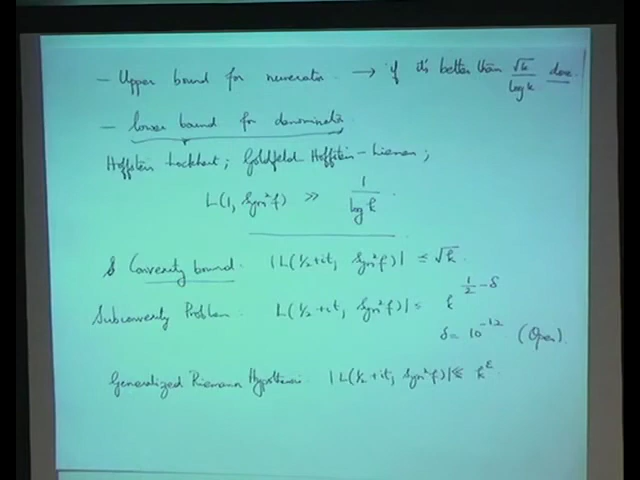 - Upper bound for numerator. → if it's better than √k / log k done.
- lower bound for denominator.
Hoffstein Lockhart; Goldfeld Hoffstein-Lieman;
L(1, Sym²f) >> 1 / log k.
Convexity bound. |L(1/2+it, Sym²f)| ≤ √k.
Subconvexity Problem. L(1/2+it, Sym²f)| ≤ k^{1/2-δ}
δ = 10^{-12} (Open).
Generalized Riemann Hypothesis. |L(1/2+it, Sym²f)| ≤ k^ε.